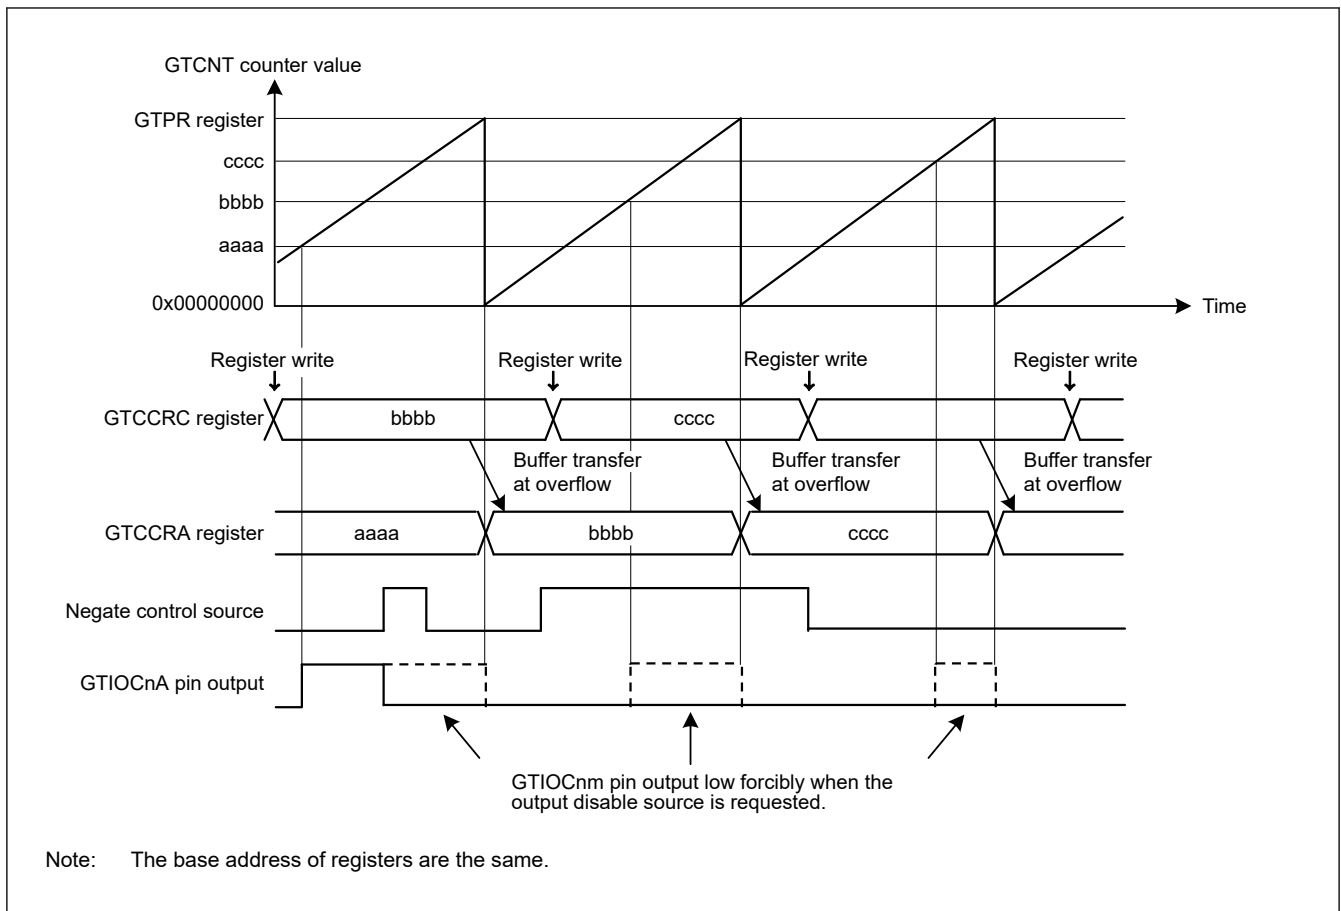 GTCNT counter value
GTPR register
cccc
bbbb
aaaa
0x00000000
Time
Register write
Register write
Register write
Register write
GTCCRC register
bbbb
cccc
Buffer transfer
at overflow
Buffer transfer
at overflow
Buffer transfer
at overflow
GTCCRA register
aaaa
bbbb
cccc
Negate control source
GTIOCnA pin output
GTIOCnm pin output low forcibly when the
output disable source is requested.
Note: The base address of registers are the same.